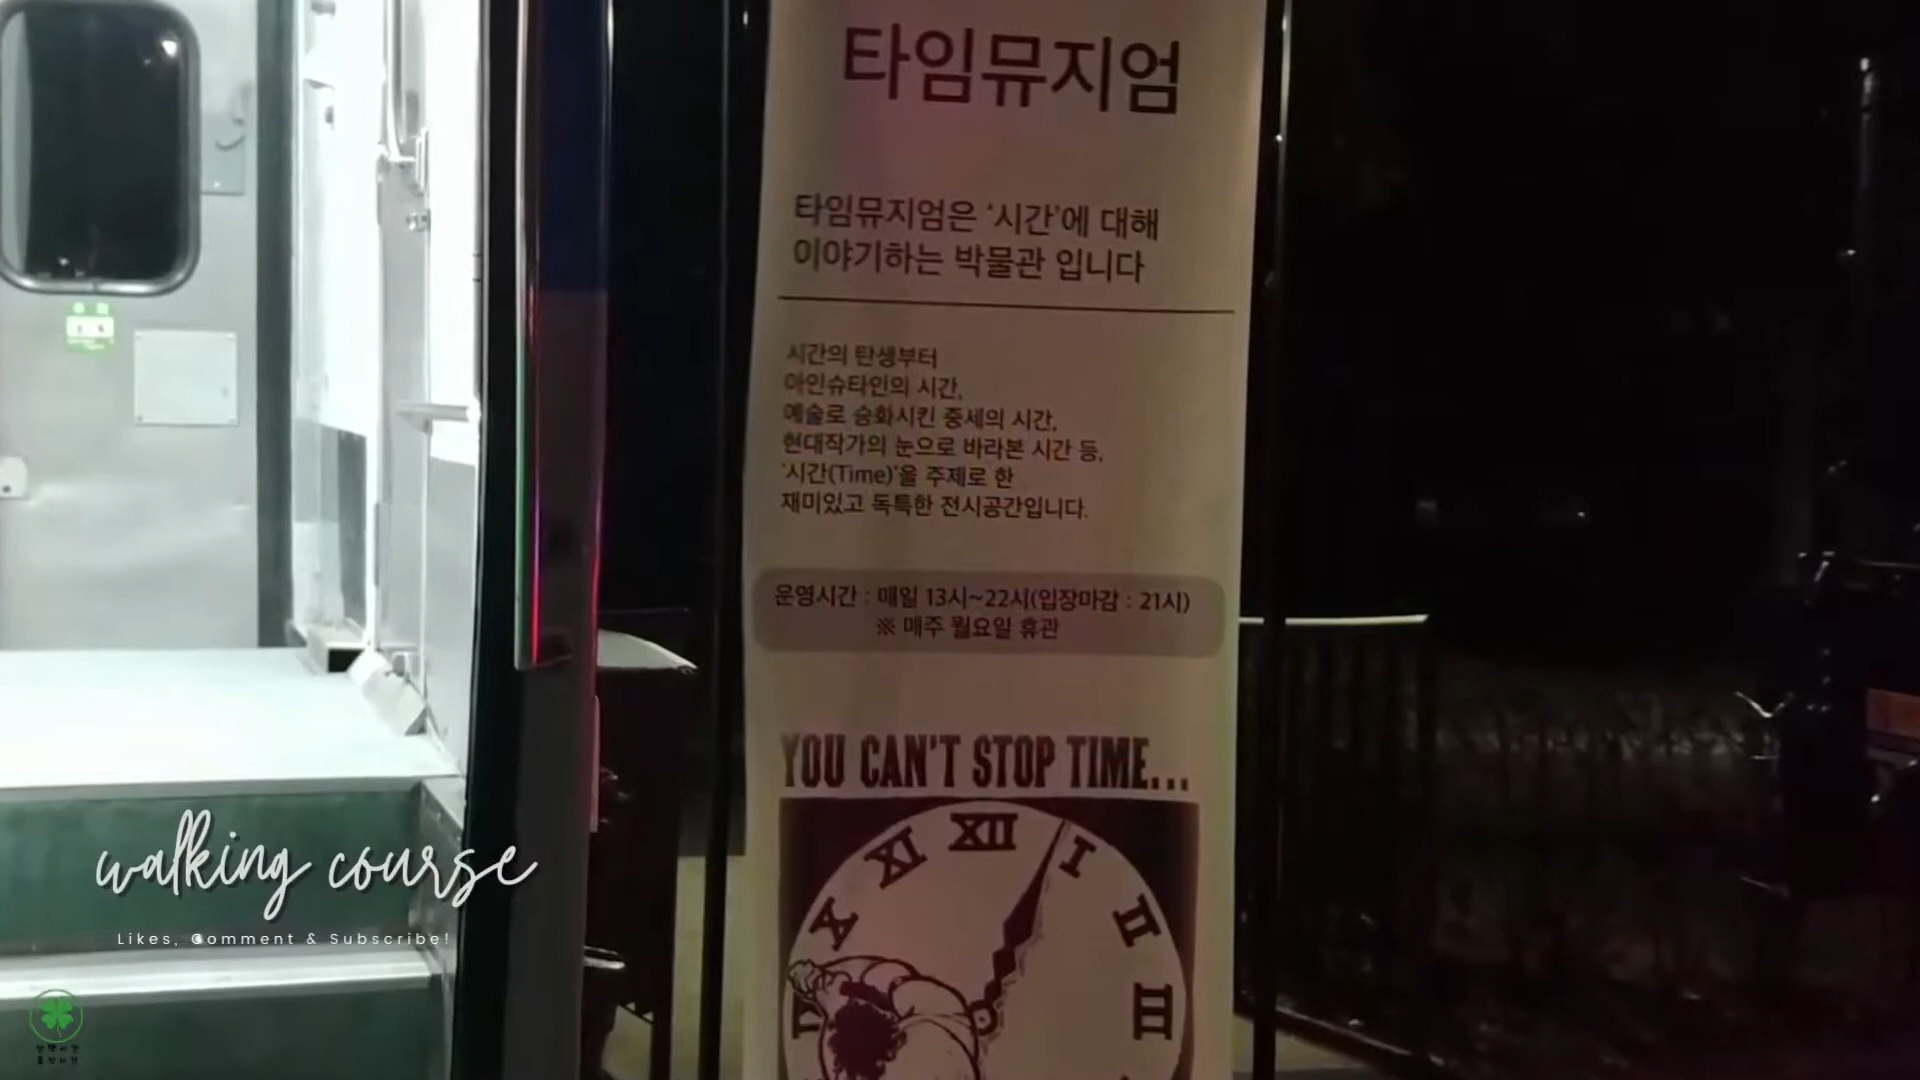 타임뮤지엄
타임뮤지엄은 ‘시간’에 대해
이야기하는 박물관 입니다
시간의 탄생부터
아인슈타인의 시간,
예술로 승화시킨 중세의 시간,
현대작가의 눈으로 바라본 시간 등,
‘시간(Time)’을 주제로 한
재미있고 독특한 전시공간입니다.
운영시간 : 매일 13시~22시(입장마감 : 21시)
※ 매주 월요일 휴관
YOU CAN'T STOP TIME...
XII
I
II
III
XI
X
walking course
Likes, Comment & Subscribe!